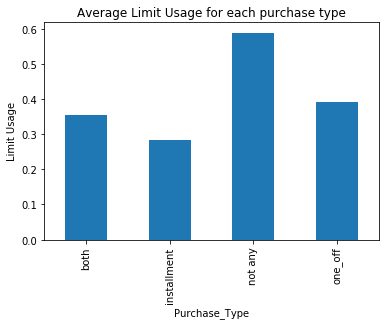 Average Limit Usage for each purchase type
Limit Usage
0.6
0.5
0.4
0.3
0.2
0.1
0.0
both
installment
not any
one_off
Purchase_Type